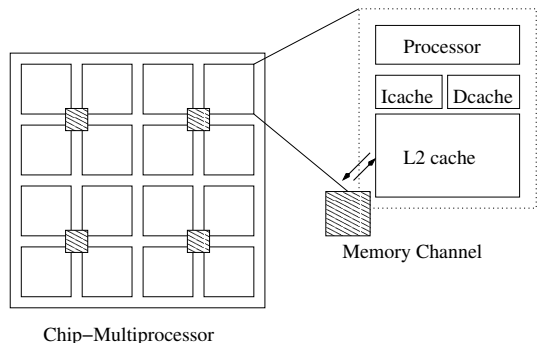 Processor
Icache
Dcache
L2 cache
Memory Channel
Chip−Multiprocessor